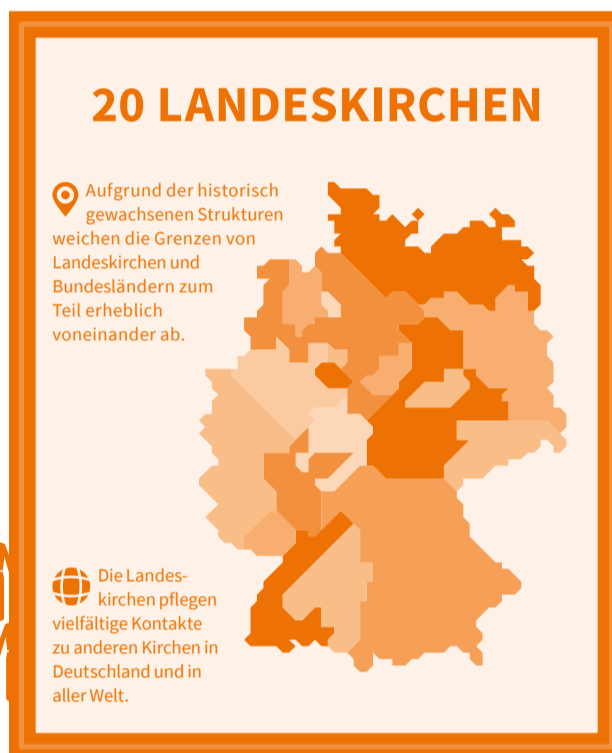 20 LANDESKIRCHEN
Aufgrund der historisch
gewachsenen Strukturen
weichen die Grenzen von
Landeskirchen und
Bundesländern zum
Teil erheblich
voneinander ab.
Die Landes-
kirchen pflegen
vielfältige Kontakte
zu anderen Kirchen in
Deutschland und in
aller Welt.